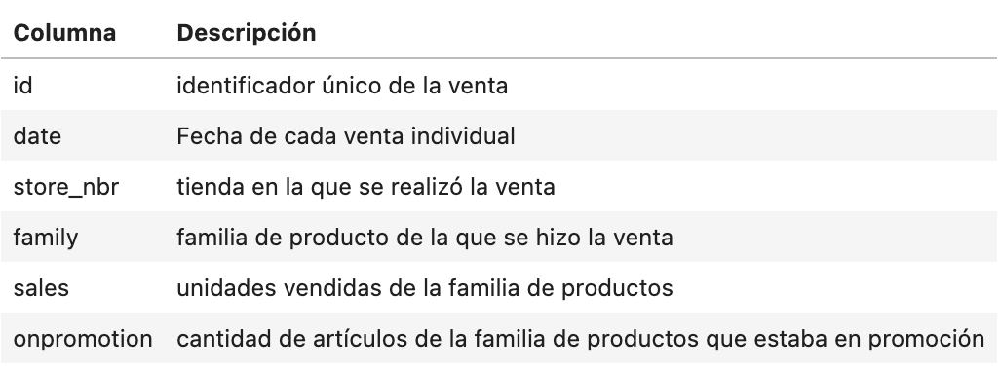 Columna Descripción
id identificador único de la venta
date Fecha de cada venta individual
store_nbr tienda en la que se realizó la venta
family familia de producto de la que se hizo la venta
sales unidades vendidas de la familia de productos
onpromotion cantidad de artículos de la familia de productos que estaba en promoción